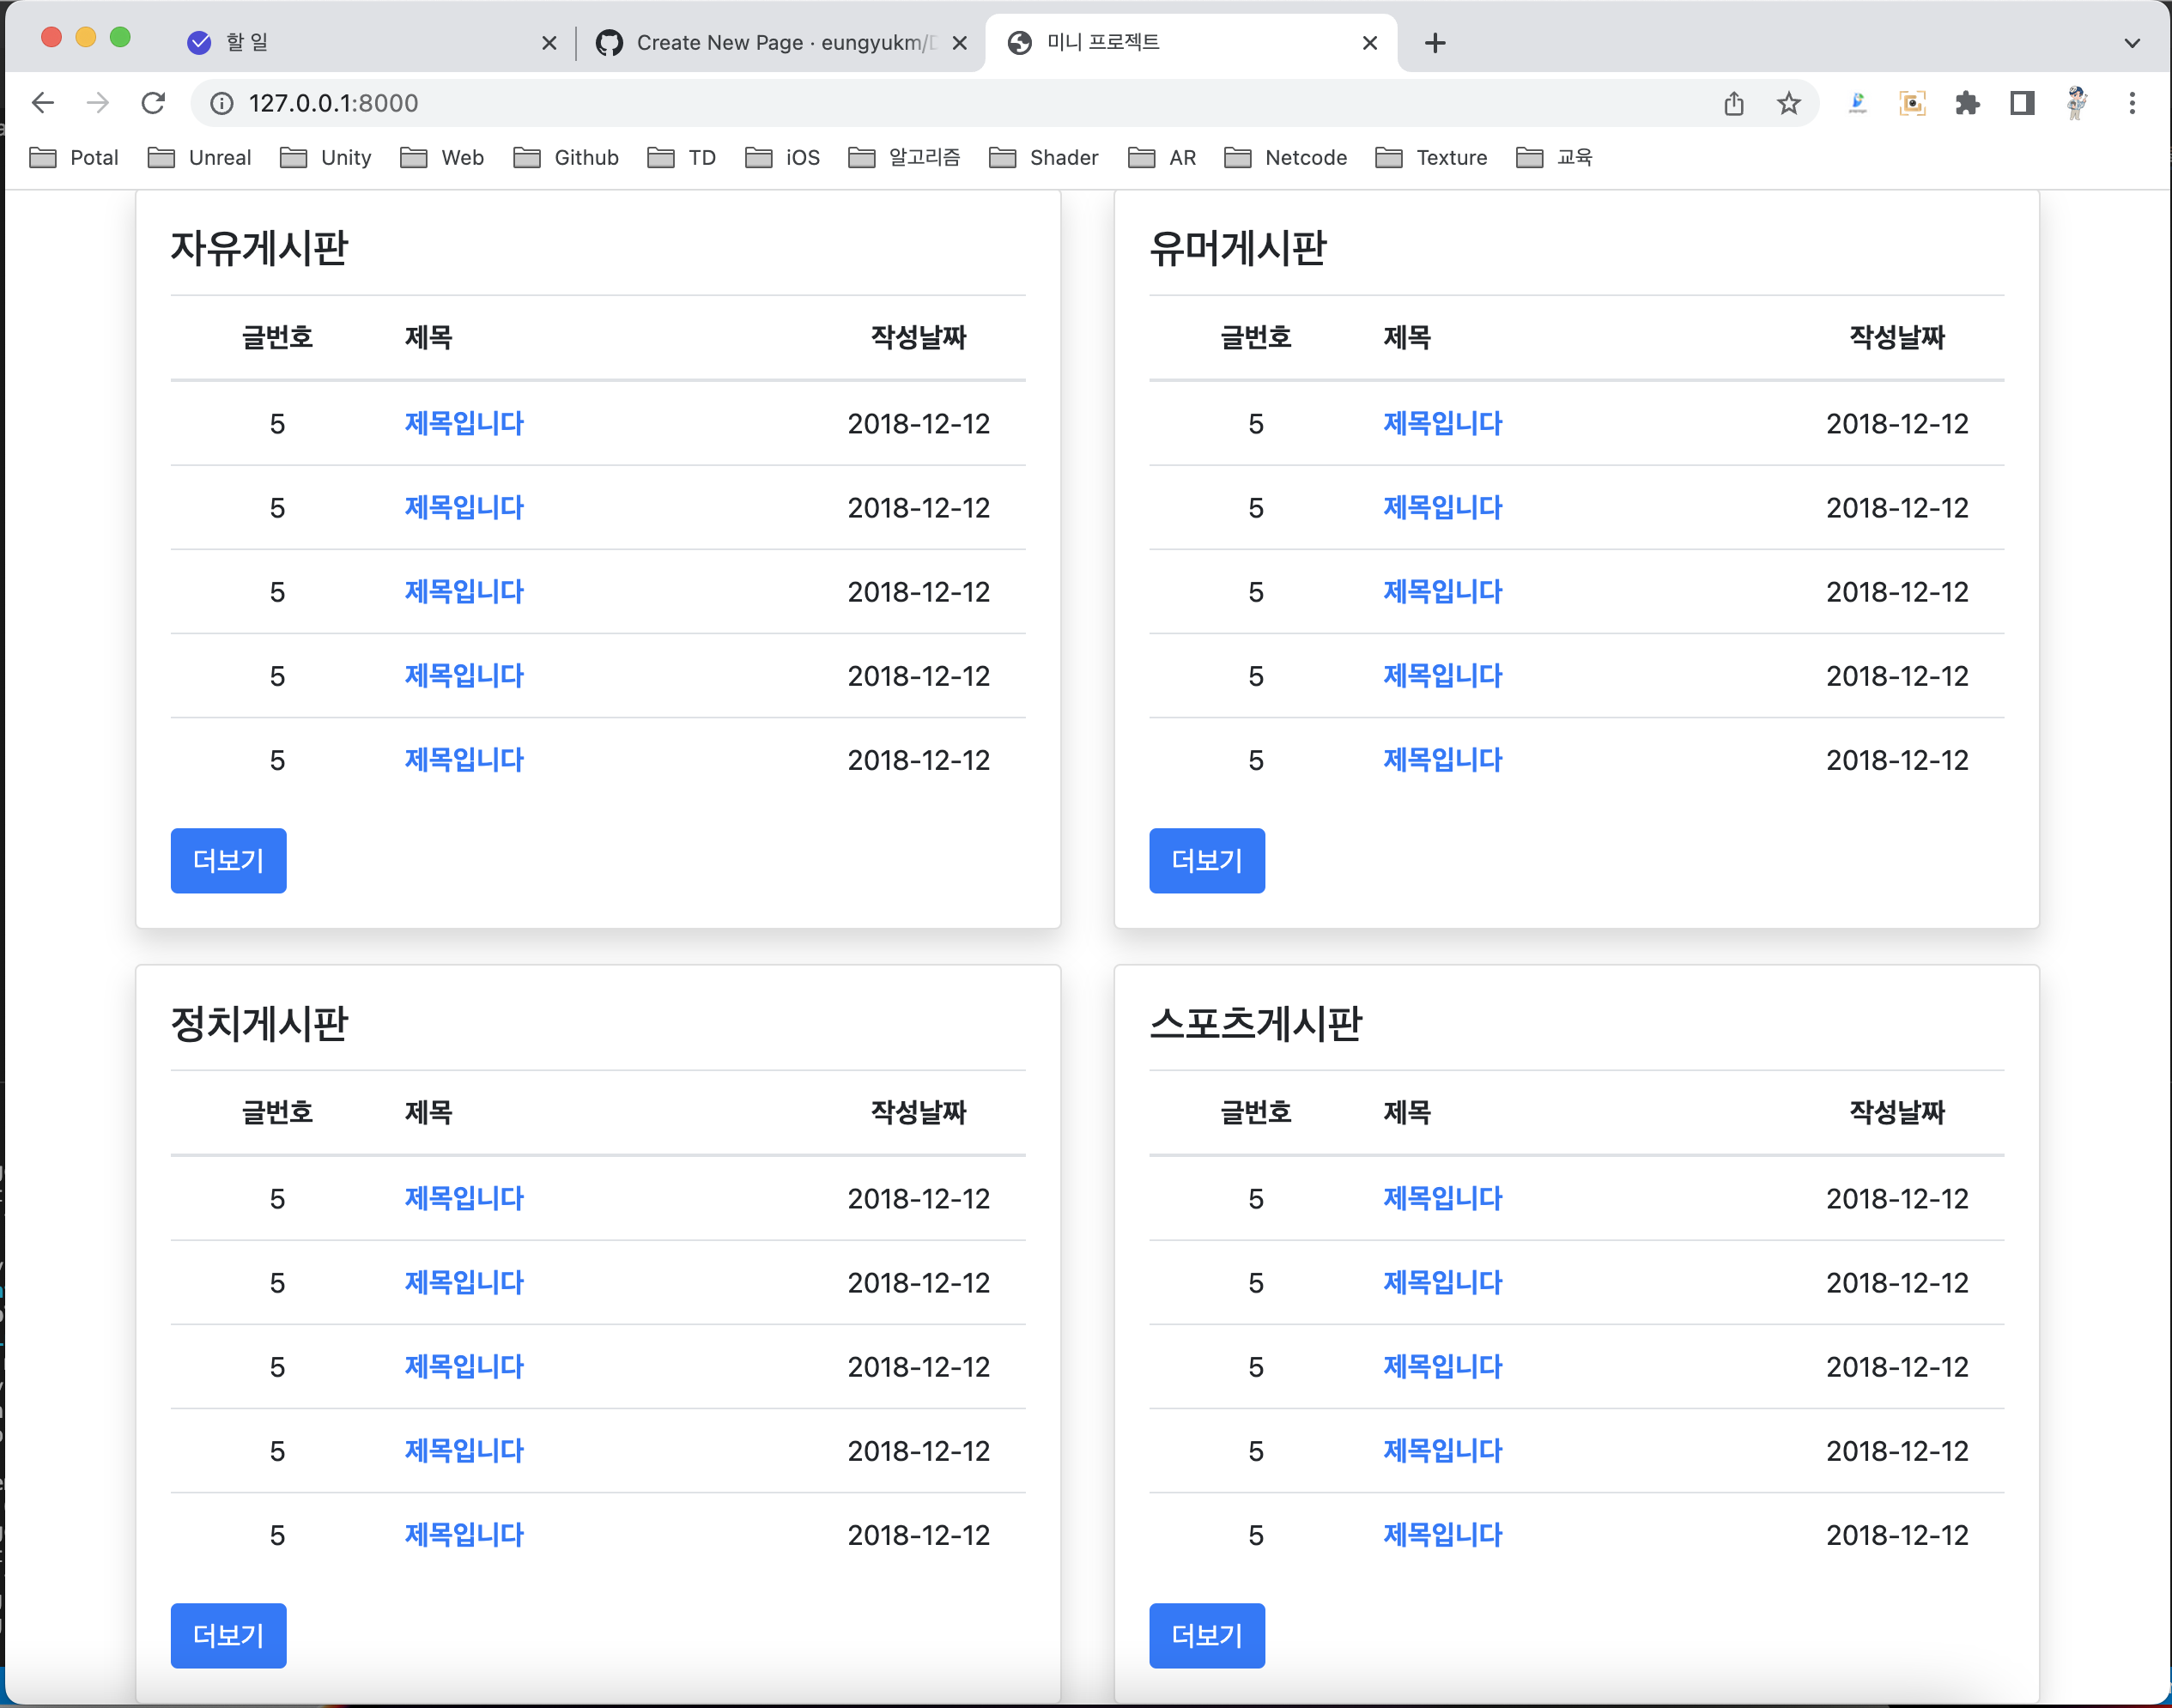 할 일
Create New Page · eungyukm/
미니 프로젝트
127.0.0.1:8000
Potal Unreal Unity Web Github TD iOS 알고리즘 Shader AR Netcode Texture 교육
자유게시판
글번호 제목 작성날짜
5 제목입니다 2018-12-12
5 제목입니다 2018-12-12
5 제목입니다 2018-12-12
5 제목입니다 2018-12-12
5 제목입니다 2018-12-12
더보기
유머게시판
글번호 제목 작성날짜
5 제목입니다 2018-12-12
5 제목입니다 2018-12-12
5 제목입니다 2018-12-12
5 제목입니다 2018-12-12
5 제목입니다 2018-12-12
더보기
정치게시판
글번호 제목 작성날짜
5 제목입니다 2018-12-12
5 제목입니다 2018-12-12
5 제목입니다 2018-12-12
5 제목입니다 2018-12-12
5 제목입니다 2018-12-12
더보기
스포츠게시판
글번호 제목 작성날짜
5 제목입니다 2018-12-12
5 제목입니다 2018-12-12
5 제목입니다 2018-12-12
5 제목입니다 2018-12-12
5 제목입니다 2018-12-12
더보기